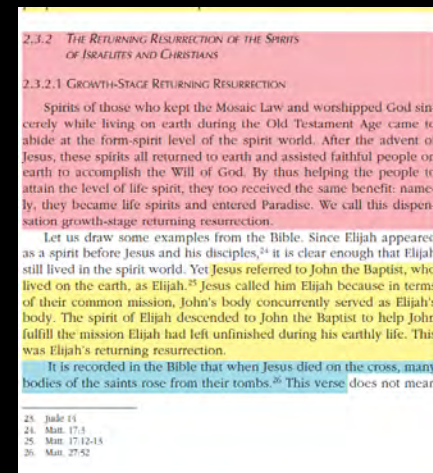 2.3.2 THE RETURNING RESURRECTION OF THE SPIRITS
OF ISRAELITES AND CHRISTIANS
2.3.2.1 GROWTH-STAGE RETURNING RESURRECTION
Spirits of those who kept the Mosaic Law and worshipped God sin-
cerely while living on earth during the Old Testament Age came to
abide at the form-spirit level of the spirit world. After the advent of
Jesus, these spirits all returned to earth and assisted faithful people on
earth to accomplish the Will of God. By thus helping the people to
attain the level of life spirit, they too received the same benefit: name-
ly, they became life spirits and entered Paradise. We call this dispen-
sation growth-stage returning resurrection.
Let us draw some examples from the Bible. Since Elijah appeared
as a spirit before Jesus and his disciples,24 it is clear enough that Elijah
still lived in the spirit world. Yet Jesus referred to John the Baptist, who
lived on the earth, as Elijah.25 Jesus called him Elijah because in terms
of their common mission, John's body concurrently served as Elijah's
body. The spirit of Elijah descended to John the Baptist to help John
fulfill the mission Elijah had left unfinished during his earthly life. This
was Elijah's returning resurrection.
It is recorded in the Bible that when Jesus died on the cross, many
bodies of the saints rose from their tombs.26 This verse does not mean
23. Jude 14
24. Matt. 17:3
25. Matt. 17:12-13
26. Matt. 27:52